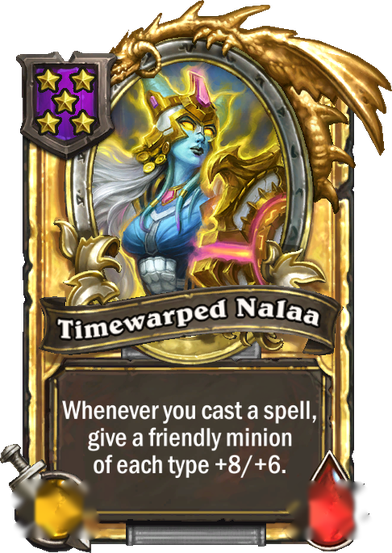 Timewarped Nalaa
Whenever you cast a spell,
give a friendly minion
of each type +8/+6.